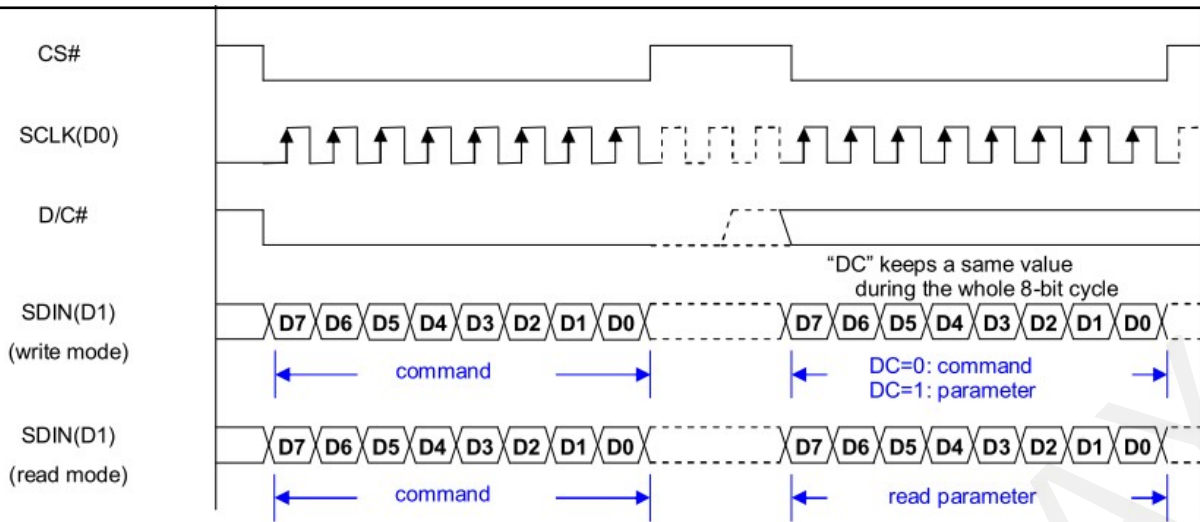 CS#
SCLK(D0)
D/C#
“DC” keeps a same value
during the whole 8-bit cycle
SDIN(D1)
(write mode)
D7 D6 D5 D4 D3 D2 D1 D0 D7 D6 D5 D4 D3 D2 D1 D0
command
DC=0: command
DC=1: parameter
SDIN(D1)
(read mode)
D7 D6 D5 D4 D3 D2 D1 D0 D7 D6 D5 D4 D3 D2 D1 D0
command read parameter